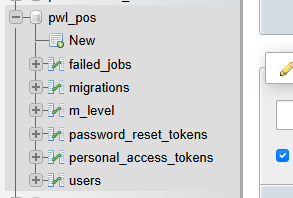 pwl_pos
New
failed_jobs
migrations
m_level
password_reset_tokens
personal_access_tokens
users